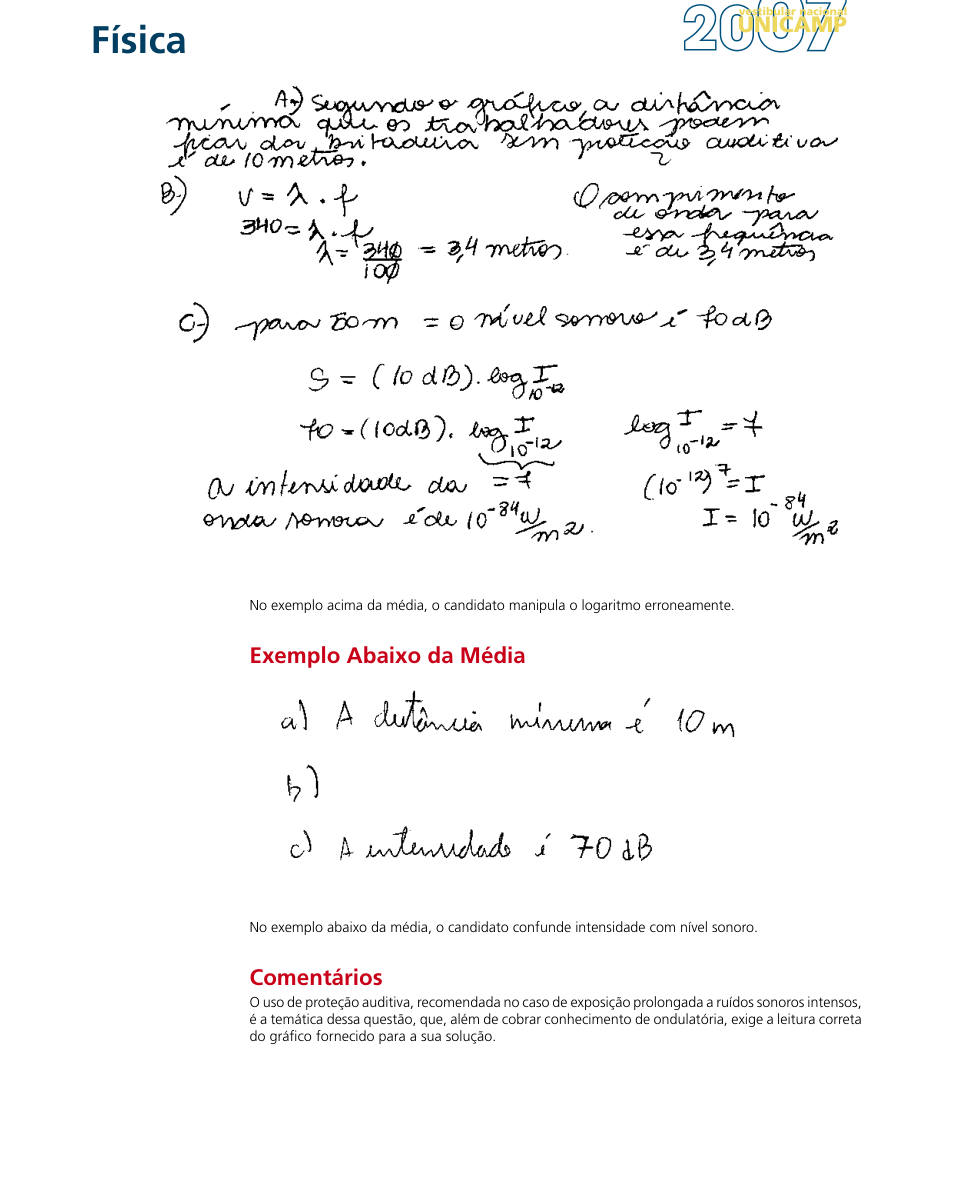 Física
2007
vestibular nacional
UNICAMP
A-) Segundo o gráfico, a distância
mínima que os trabalhadores podem
ficar da britadeira sem proteção auditiva
é de 10 metros.
B-) V = λ . f
340 = λ . f
λ = 340/100 = 3,4 metros.
O comprimento
de onda para
essa frequência
é de 3,4 metros
C-) para 50 m = o nível sonoro é 70 dB
S = (10 dB). log I/10⁻¹²
70 = (10dB). log I/10⁻¹²
= 7
log I/10⁻¹² = 7
(10⁻¹²)⁷ = I
I = 10⁻⁸⁴ W/m²
a intensidade da
onda sonora é de 10⁻⁸⁴ W/m².
No exemplo acima da média, o candidato manipula o logaritmo erroneamente.
Exemplo Abaixo da Média
a) A distância mínima é 10 m
b)
c) A intensidade é 70 dB
No exemplo abaixo da média, o candidato confunde intensidade com nível sonoro.
Comentários
O uso de proteção auditiva, recomendada no caso de exposição prolongada a ruídos sonoros intensos,
é a temática dessa questão, que, além de cobrar conhecimento de ondulatória, exige a leitura correta
do gráfico fornecido para a sua solução.